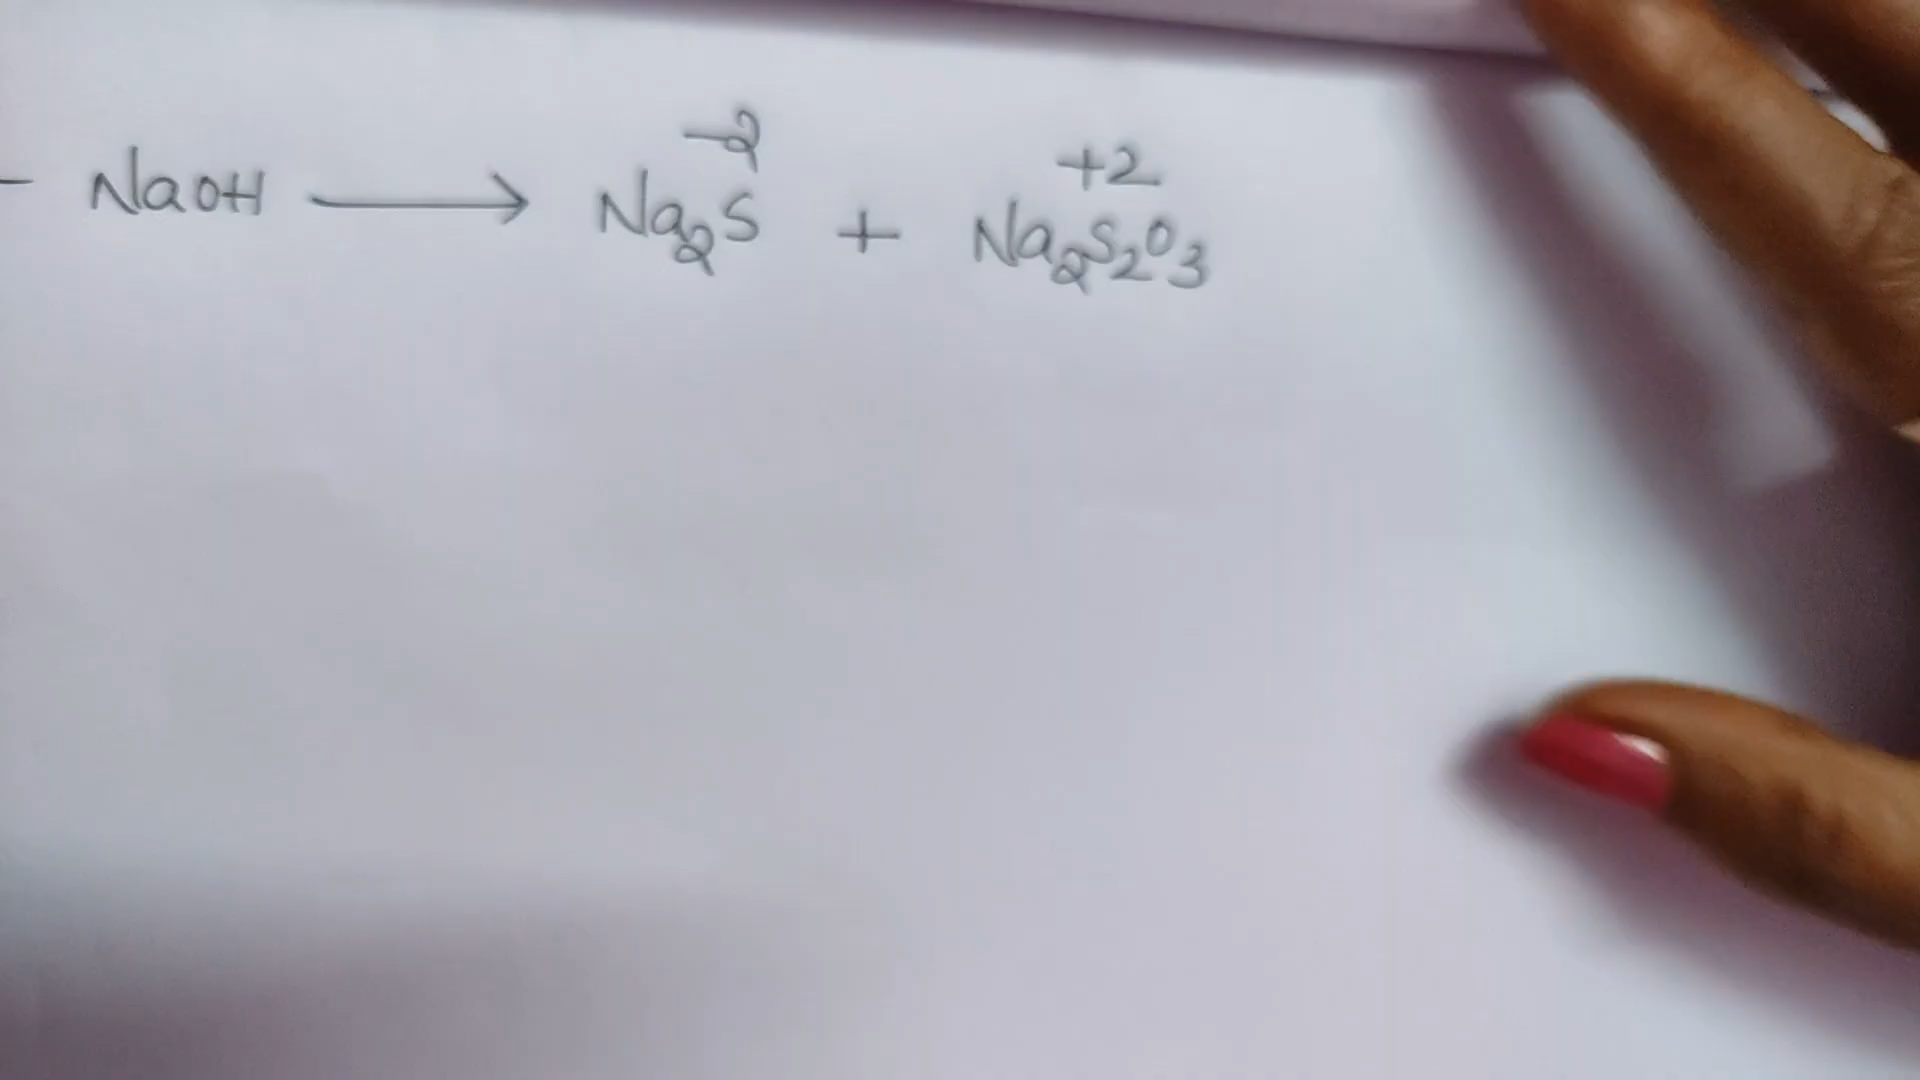 -2 +2
- NaOH ⟶ Na₂S + Na₂S₂O₃